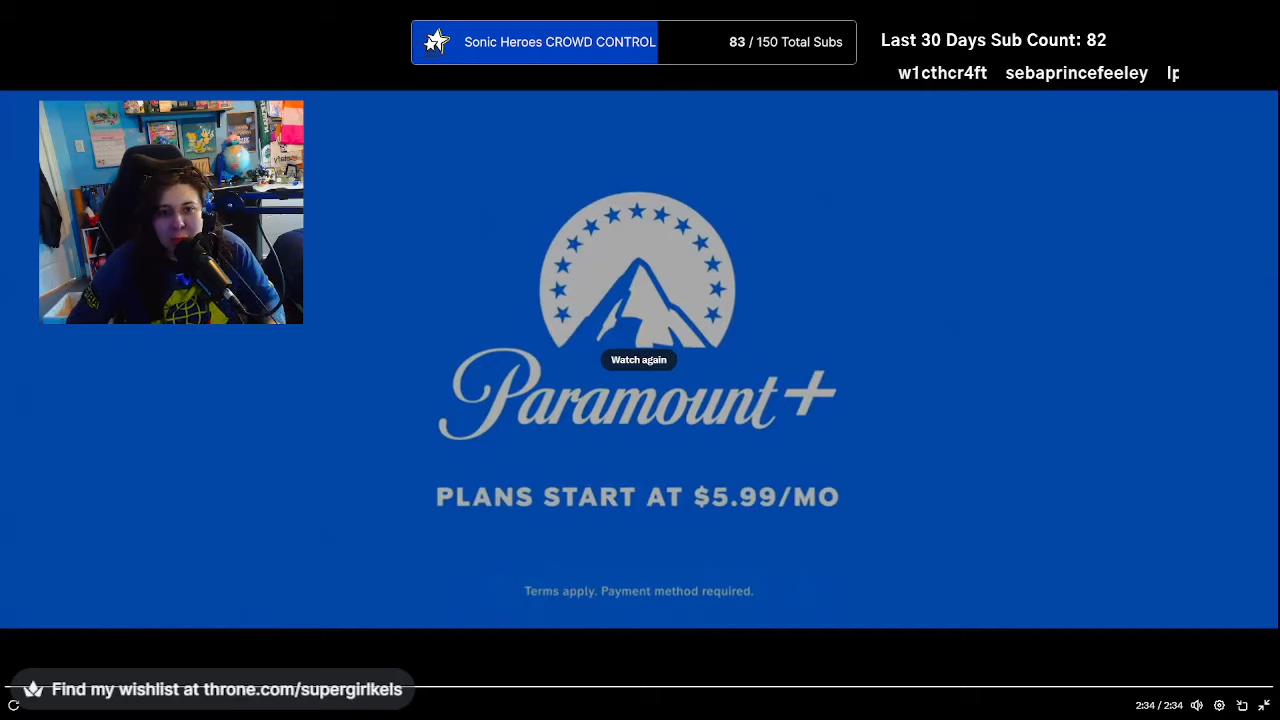 Sonic Heroes CROWD CONTROL
83 / 150 Total Subs
Last 30 Days Sub Count: 82
w1cthcr4ft sebaprincefeeley
Watch again
Paramount+
PLANS START AT $5.99/MO
Terms apply. Payment method required.
Find my wishlist at throne.com/supergirlkels
2:34 / 2:34